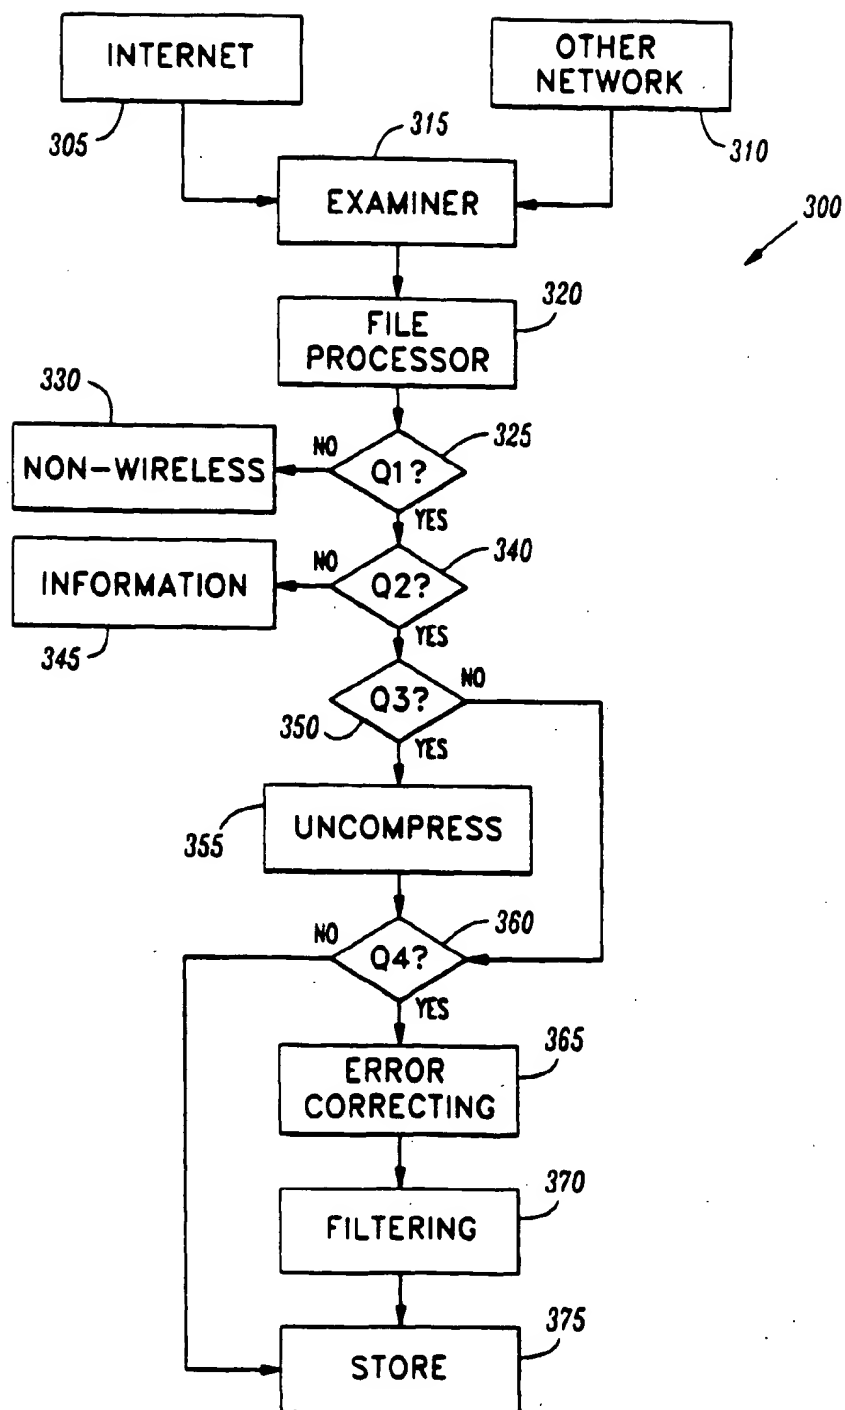 INTERNET
OTHER
NETWORK
305
315
310
EXAMINER
300
320
FILE
PROCESSOR
330
325
NO
NON-WIRELESS
Q1?
YES
340
NO
INFORMATION
Q2?
345
YES
NO
Q3?
350
YES
UNCOMPRESS
355
360
NO
Q4?
YES
365
ERROR
CORRECTING
370
FILTERING
375
STORE